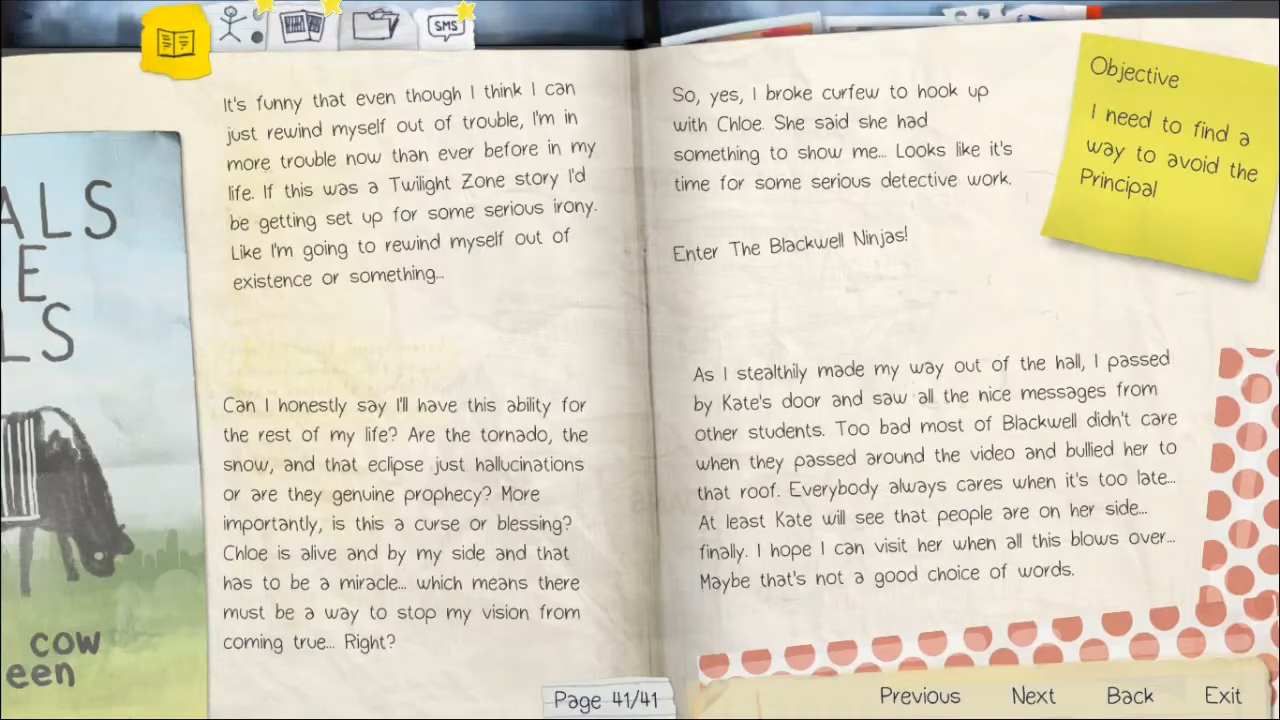 SMS
ALS
E
LS
cow
een
It's funny that even though I think I can
just rewind myself out of trouble, I'm in
more trouble now than ever before in my
life. If this was a Twilight Zone story I'd
be getting set up for some serious irony.
Like I'm going to rewind myself out of
existence or something...
Can I honestly say I'll have this ability for
the rest of my life? Are the tornado, the
snow, and that eclipse just hallucinations
or are they genuine prophecy? More
importantly, is this a curse or blessing?
Chloe is alive and by my side and that
has to be a miracle... which means there
must be a way to stop my vision from
coming true... Right?
So, yes, I broke curfew to hook up
with Chloe. She said she had
something to show me... Looks like it's
time for some serious detective work.
Enter The Blackwell Ninjas!
As I stealthily made my way out of the hall, I passed
by Kate's door and saw all the nice messages from
other students. Too bad most of Blackwell didn't care
when they passed around the video and bullied her to
that roof. Everybody always cares when it's too late...
At least Kate will see that people are on her side...
finally. I hope I can visit her when all this blows over...
Maybe that's not a good choice of words.
Objective
I need to find a
way to avoid the
Principal
Page 41/41
Previous Next Back Exit